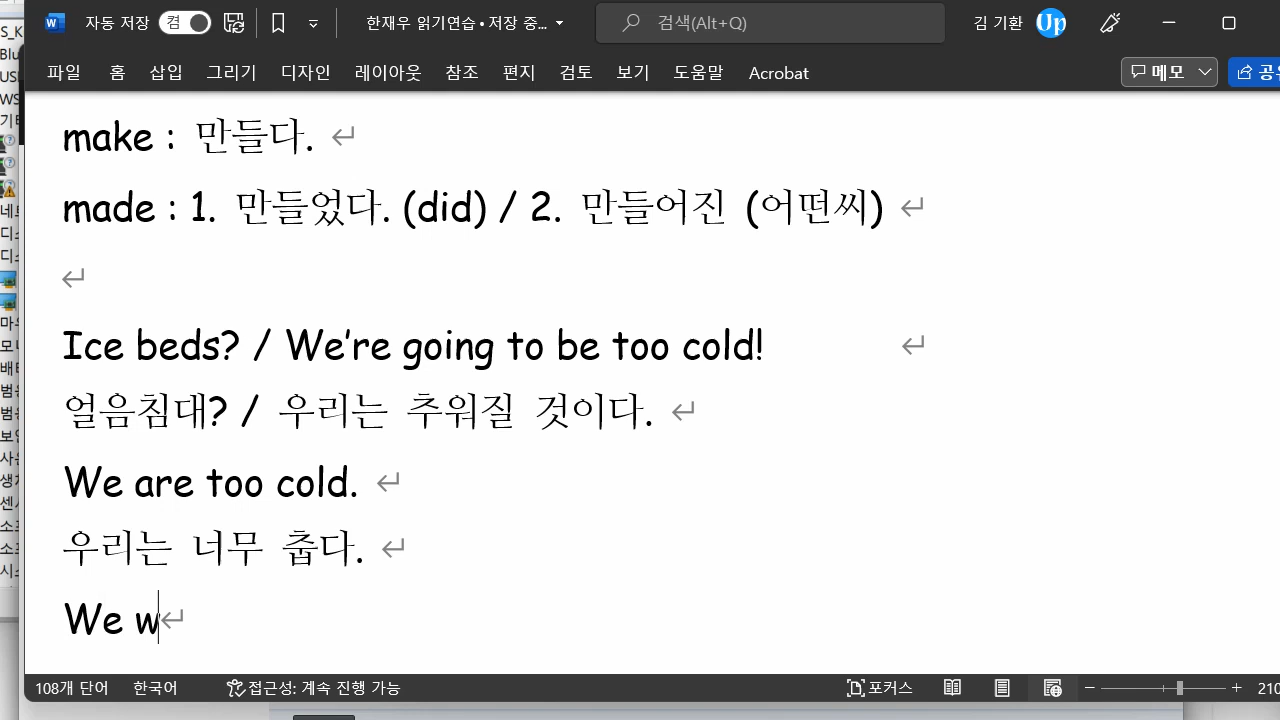 자동 저장 켬 한재우 읽기연습 • 저장 중... 검색(Alt+Q) 김 기환 Up
파일 홈 삽입 그리기 디자인 레이아웃 참조 편지 검토 보기 도움말 Acrobat 메모
make : 만들다.
made : 1. 만들었다. (did) / 2. 만들어진 (어떤씨)
Ice beds? / We're going to be too cold!
얼음침대? / 우리는 추워질 것이다.
We are too cold.
우리는 너무 춥다.
We w
108개 단어 한국어 접근성: 계속 진행 가능 포커스